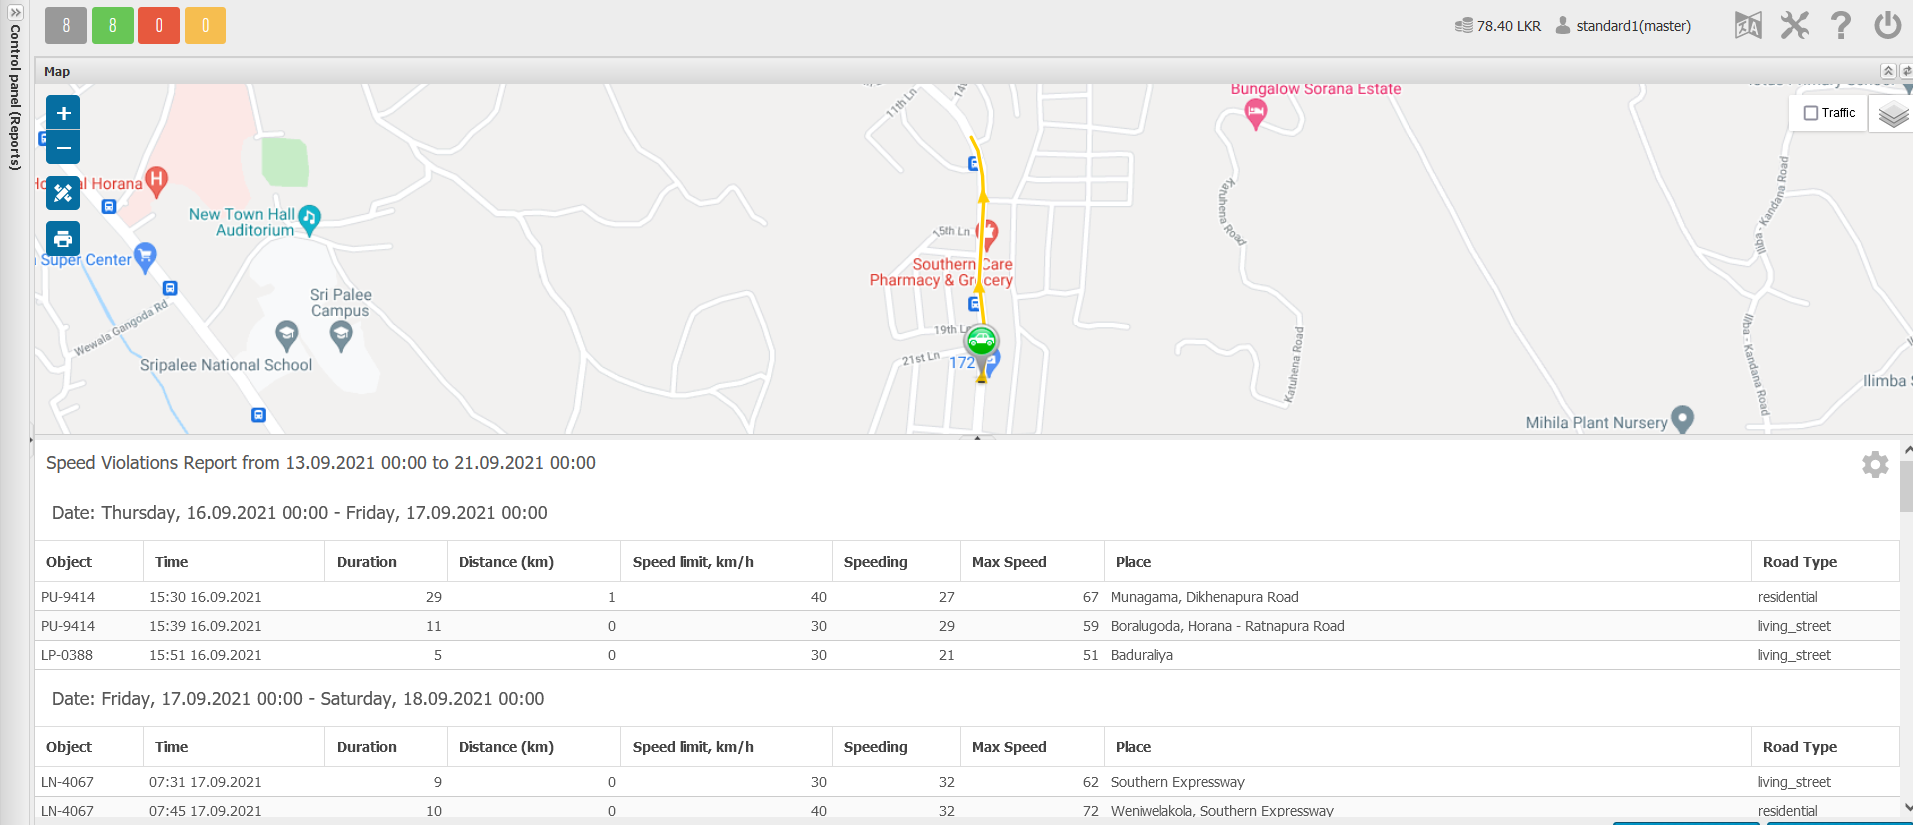 8 8 0 0 78.40 LKR standard1(master)
Control panel (Reports)
Map
Bungalow Sorana Estate
11th Ln
Traffic
Horana
New Town Hall
Auditorium
15th Ln
Katuhena Road
Iliba - Kandana Road
Super Center
Southern Care
Pharmacy & Grocery
Sri Palee
Campus
Wewala Gangoda Rd
19th Ln
21st Ln
172
Sripalee National School
Katuhena Road
Iliba - Kandana Road
Ilimba
Mihila Plant Nursery
Speed Violations Report from 13.09.2021 00:00 to 21.09.2021 00:00
Date: Thursday, 16.09.2021 00:00 - Friday, 17.09.2021 00:00
Object Time Duration Distance (km) Speed limit, km/h Speeding Max Speed Place Road Type
PU-9414 15:30 16.09.2021 29 1 40 27 67 Munagama, Dikhenapura Road residential
PU-9414 15:39 16.09.2021 11 0 30 29 59 Boralugoda, Horana - Ratnapura Road living_street
LP-0388 15:51 16.09.2021 5 0 30 21 51 Baduraliya living_street
Date: Friday, 17.09.2021 00:00 - Saturday, 18.09.2021 00:00
Object Time Duration Distance (km) Speed limit, km/h Speeding Max Speed Place Road Type
LN-4067 07:31 17.09.2021 9 0 30 32 62 Southern Expressway living_street
LN-4067 07:45 17.09.2021 10 0 40 32 72 Weniwelakola, Southern Expressway residential